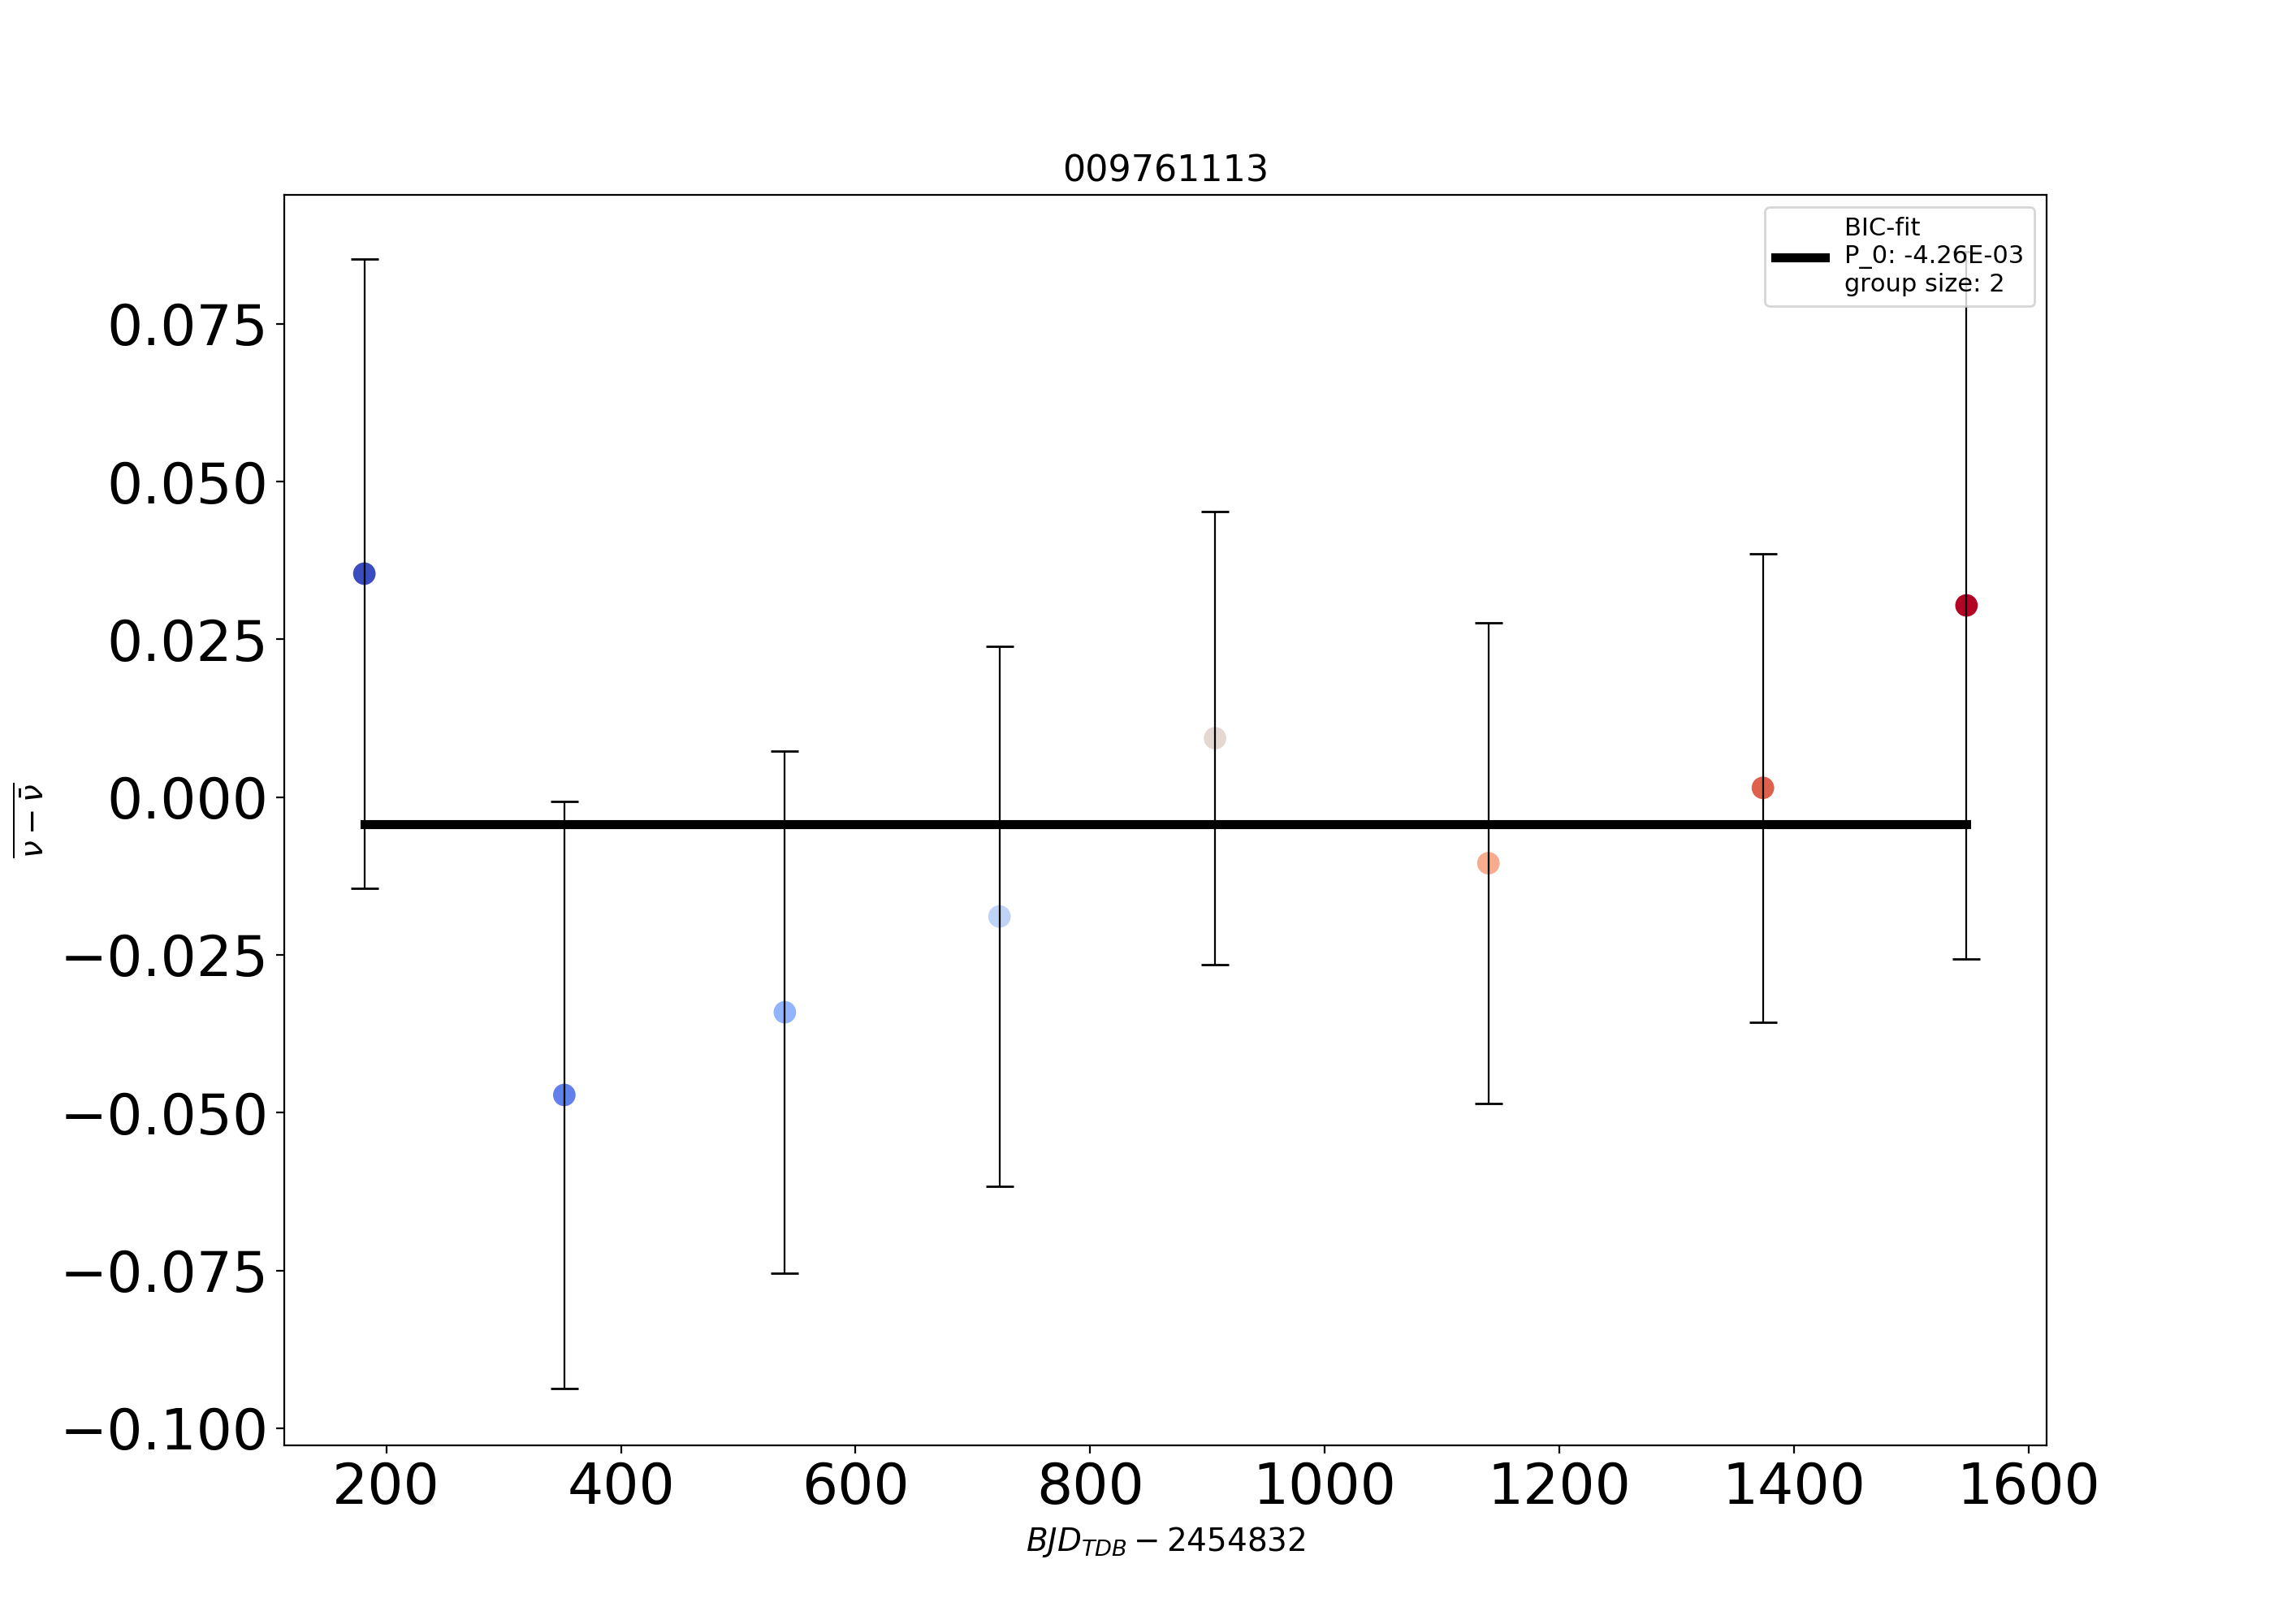 009761113
BIC-fit
P_0: -4.26E-03
group size: 2
0.075
0.050
0.025
0.000
−0.025
−0.050
−0.075
−0.100
ν − ν̄
200 400 600 800 1000 1200 1400 1600
BJD_TDB − 2454832